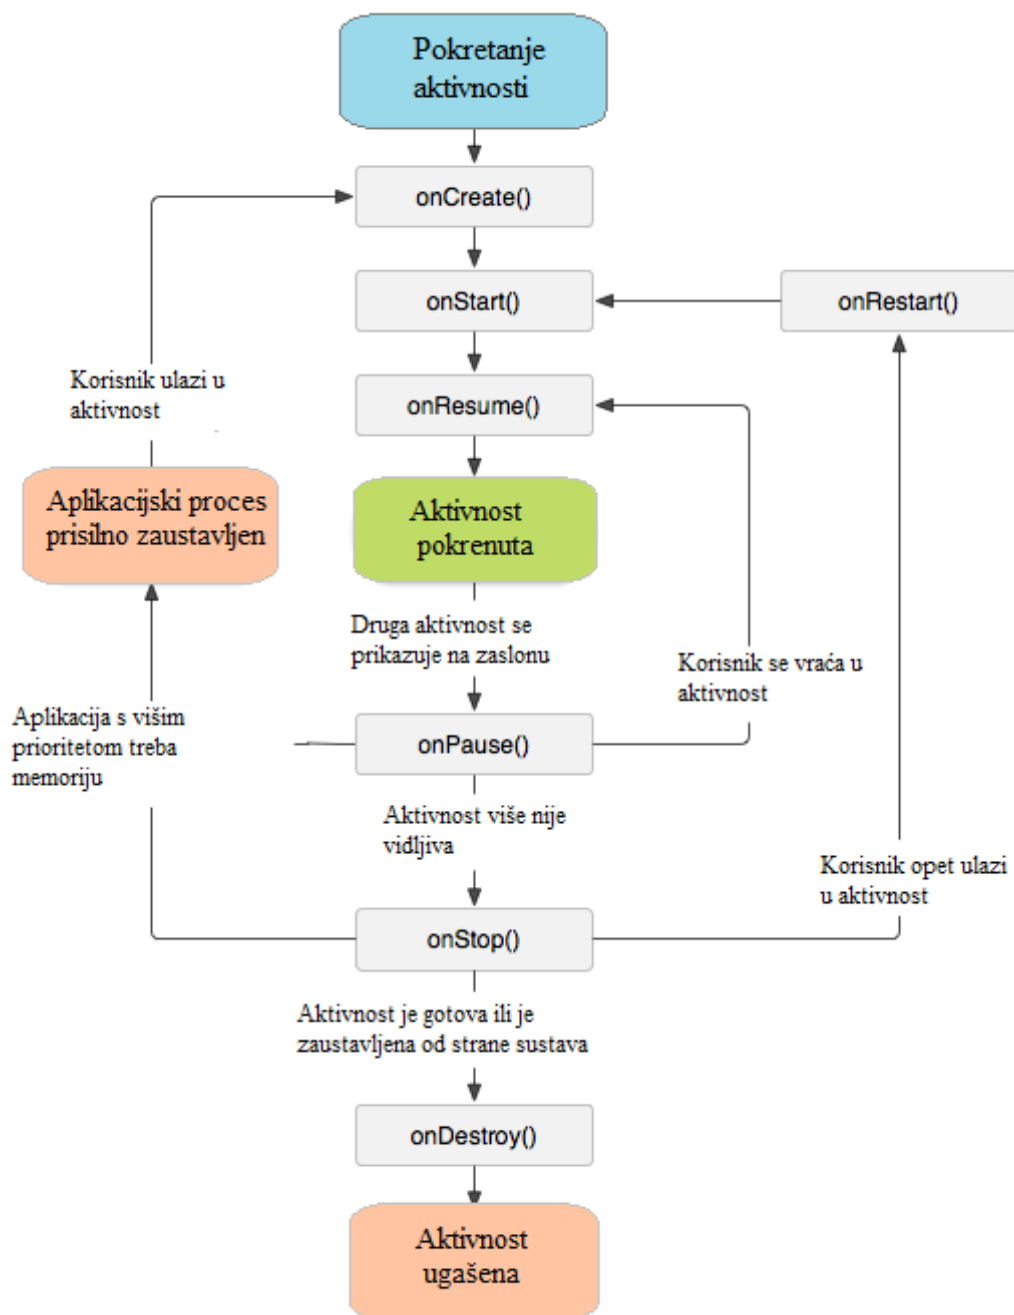 Pokretanje
aktivnosti
onCreate()
onStart()
onRestart()
Korisnik ulazi u
aktivnost
onResume()
Aplikacijski proces
prisilno zaustavljen
Aktivnost
pokrenuta
Druga aktivnost se
prikazuje na zaslonu
Korisnik se vraća u
aktivnost
Aplikacija s višim
prioritetom treba
memoriju
onPause()
Aktivnost više nije
vidljiva
Korisnik opet ulazi
u aktivnost
onStop()
Aktivnost je gotova ili je
zaustavljena od strane sustava
onDestroy()
Aktivnost
ugašena